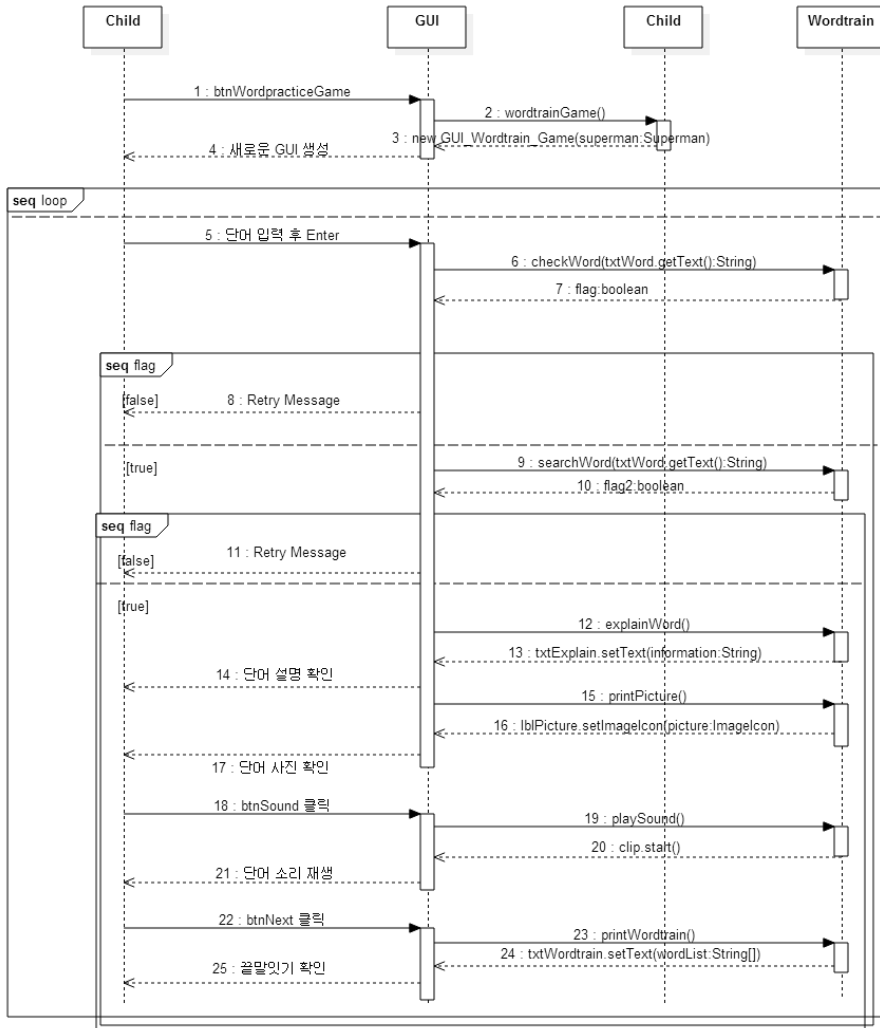 Child
GUI
Child
Wordtrain
1 : btnWordpracticeGame
2 : wordtrainGame()
3 : new GUI_Wordtrain_Game(superman:Superman)
4 : 새로운 GUI 생성
seq loop
5 : 단어 입력 후 Enter
6 : checkWord(txtWord.getText():String)
7 : flag:boolean
seq flag
[false]
8 : Retry Message
[true]
9 : searchWord(txtWord.getText():String)
10 : flag2:boolean
seq flag
11 : Retry Message
[false]
[true]
12 : explainWord()
13 : txtExplain.setText(information:String)
14 : 단어 설명 확인
15 : printPicture()
16 : lblPicture.setImageIcon(picture:ImageIcon)
17 : 단어 사진 확인
18 : btnSound 클릭
19 : playSound()
20 : clip.start()
21 : 단어 소리 재생
22 : btnNext 클릭
23 : printWordtrain()
24 : txtWordtrain.setText(wordList:String[])
25 : 끝말잇기 확인